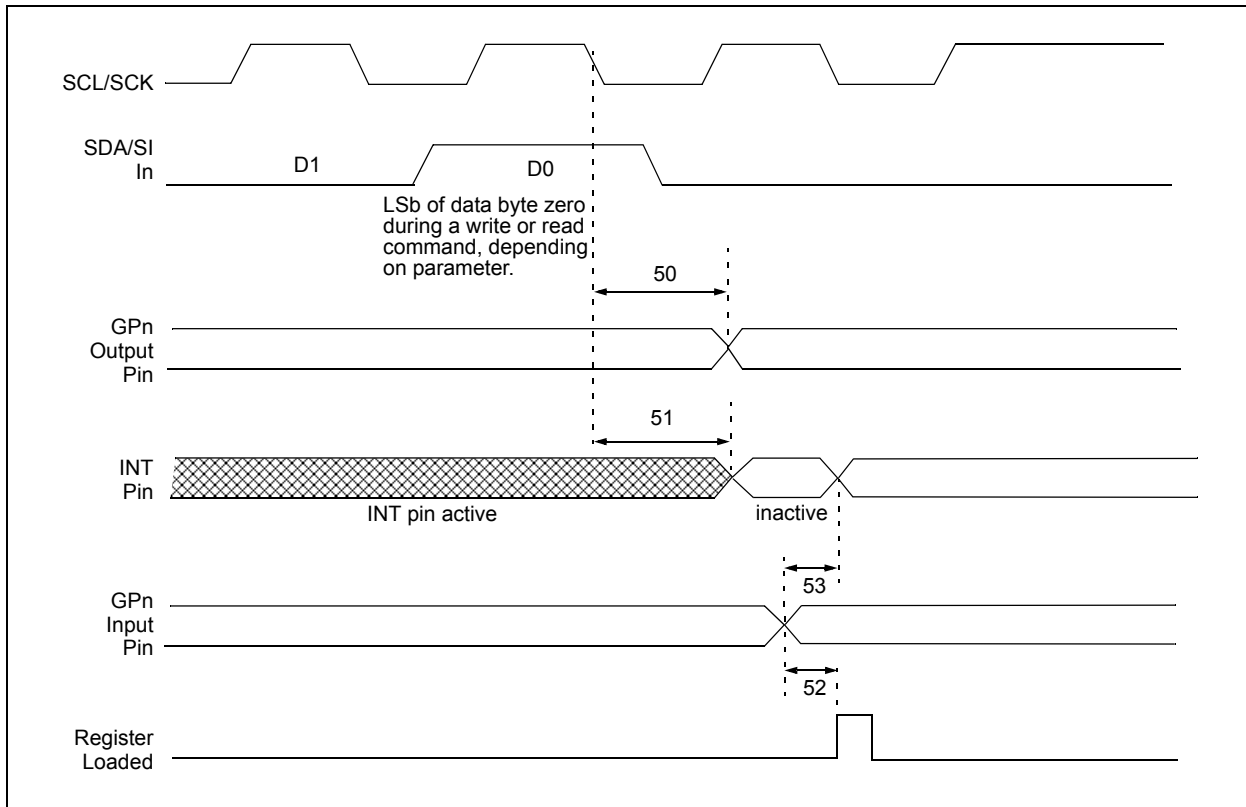 SCL/SCK
SDA/SI
In
D1
D0
LSb of data byte zero
during a write or read
command, depending
on parameter.
50
GPn
Output
Pin
51
INT
Pin
INT pin active
inactive
53
GPn
Input
Pin
52
Register
Loaded